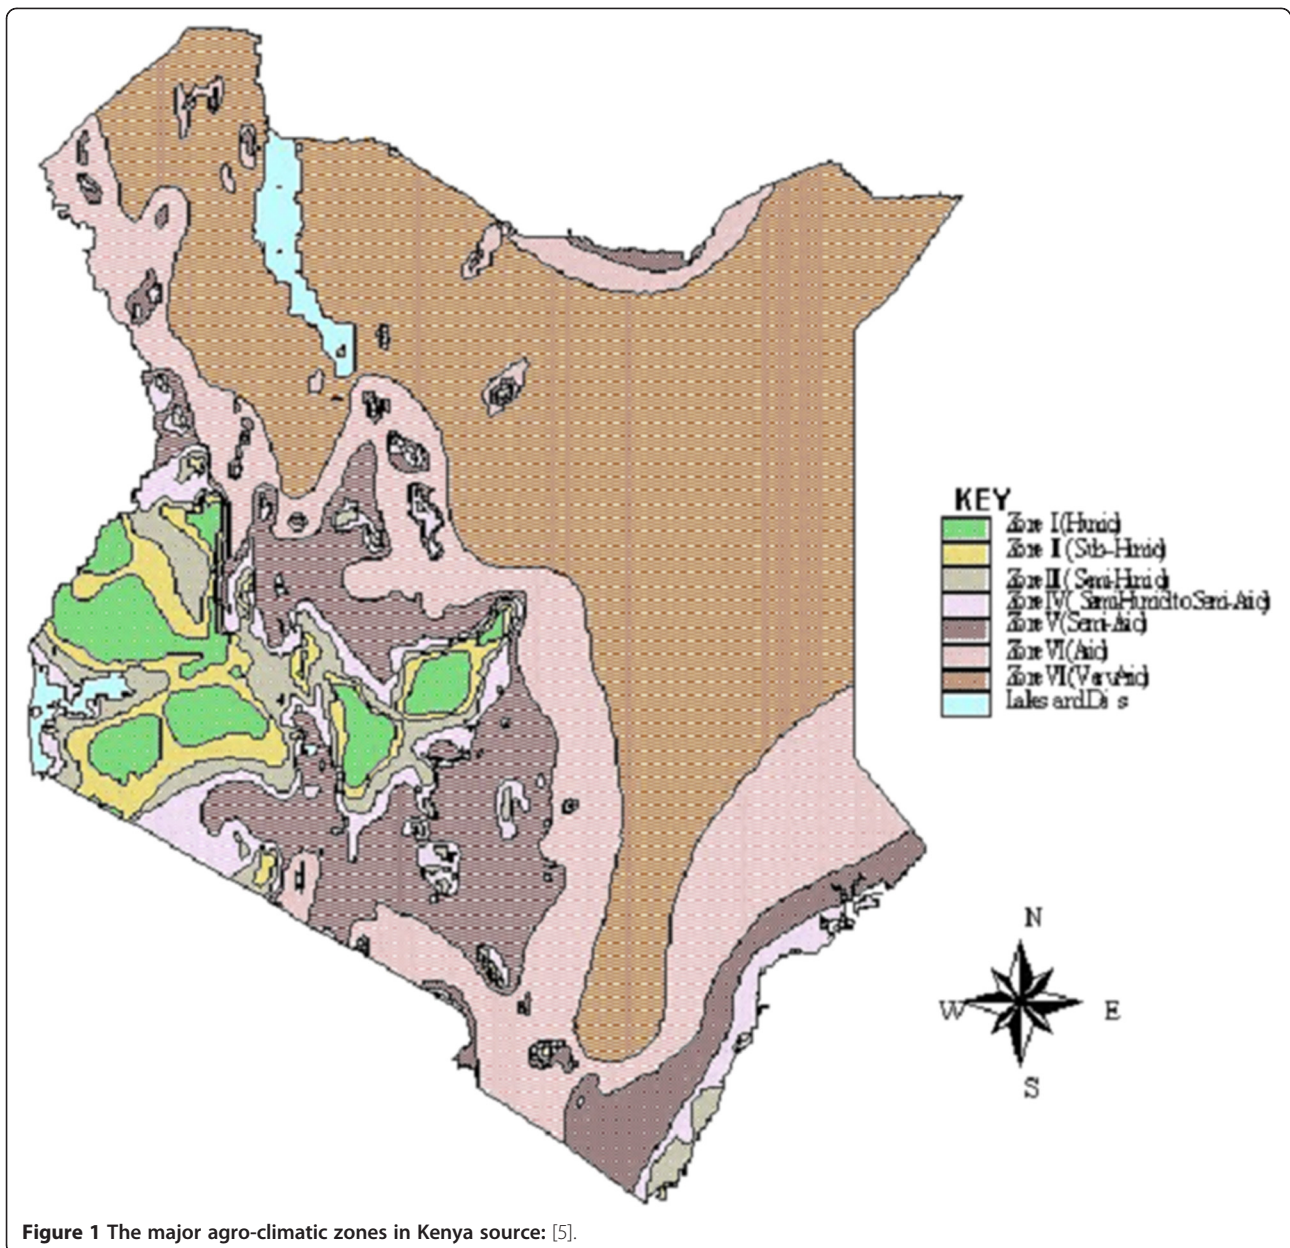 KEY
Zone I (Humid)
Zone II (Sub-Humid)
Zone III (Semi-Humid)
Zone IV (Semi-Humid to Semi-Arid)
Zone V (Semi-Arid)
Zone VI (Arid)
Zone VII (Very Arid)
Lakes and
N
W
E
S
Figure 1 The major agro-climatic zones in Kenya source: [5].